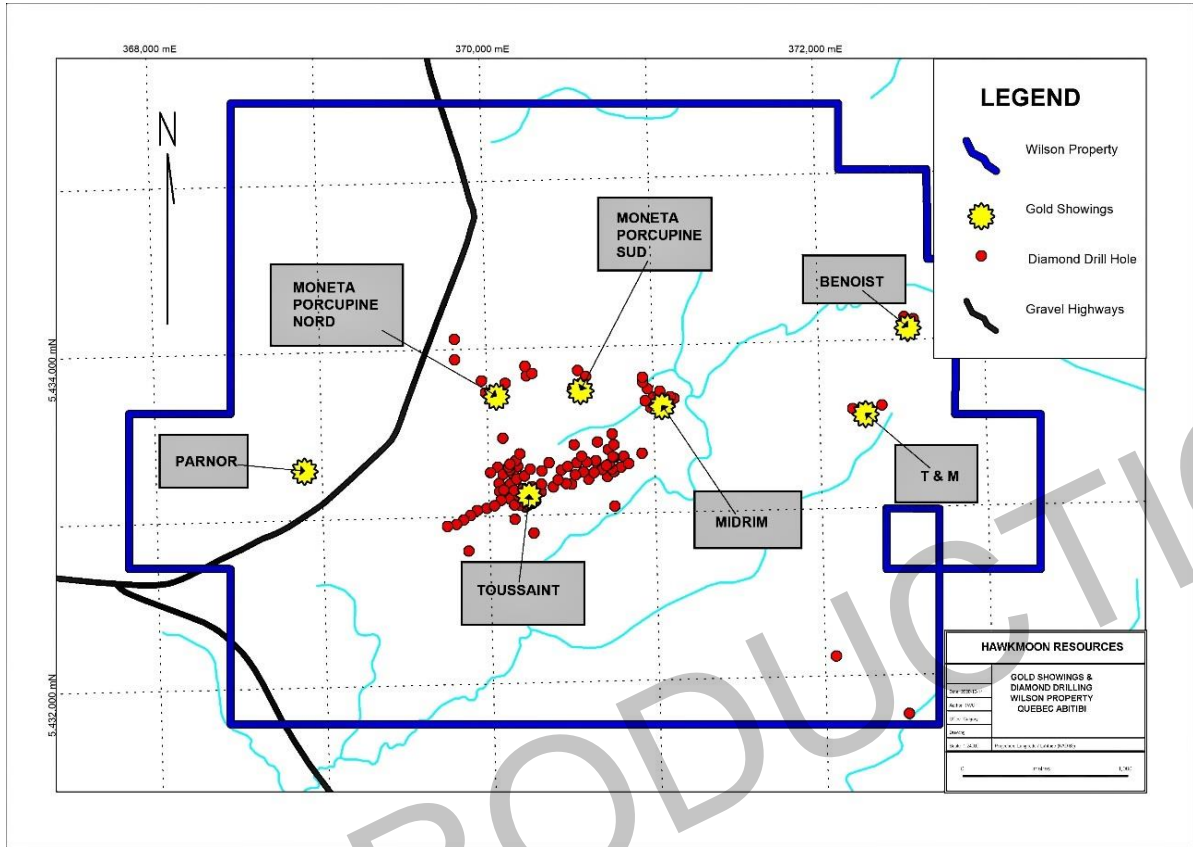 368,000 mE
370,000 mE
372,000 mE
LEGEND
Wilson Property
Gold Showings
Diamond Drill Hole
Gravel Highways
N
MONETA
PORCUPINE
SUD
MONETA
PORCUPINE
NORD
BENOIST
5,434,000 mN
PARNOR
T & M
MIDRIM
TOUSSAINT
5,432,000 mN
HAWKMOON RESOURCES
GOLD SHOWINGS &
DIAMOND DRILLING
WILSON PROPERTY
QUEBEC ABITIBI
PRODUCTIO